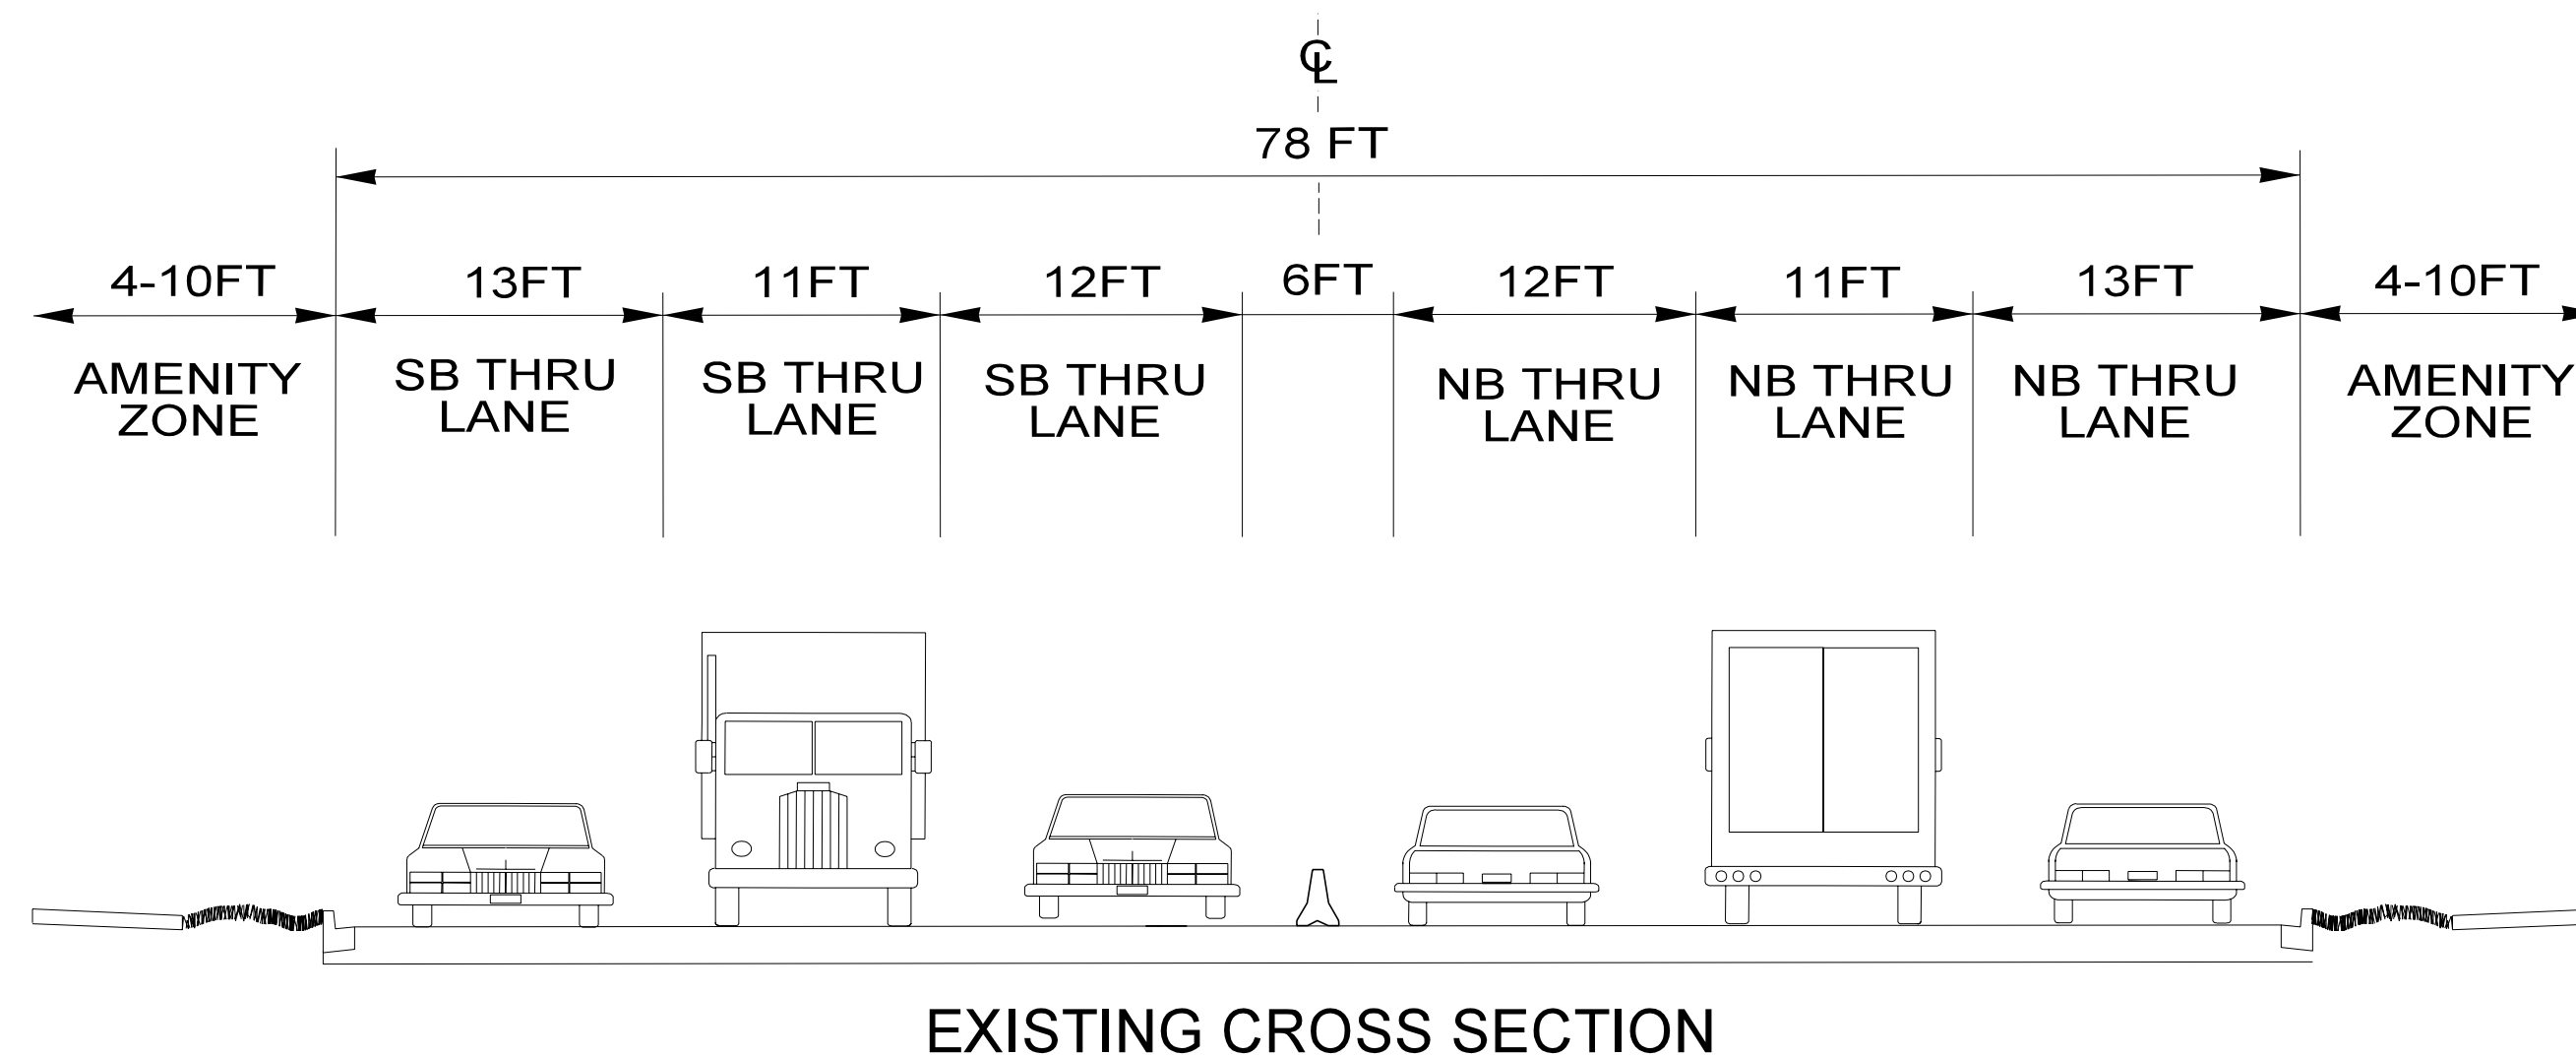 ℄
78 FT
4-10FT 13FT 11FT 12FT 6FT 12FT 11FT 13FT 4-10FT
AMENITY ZONE
SB THRU LANE
SB THRU LANE
SB THRU LANE
NB THRU LANE
NB THRU LANE
NB THRU LANE
AMENITY ZONE
EXISTING CROSS SECTION